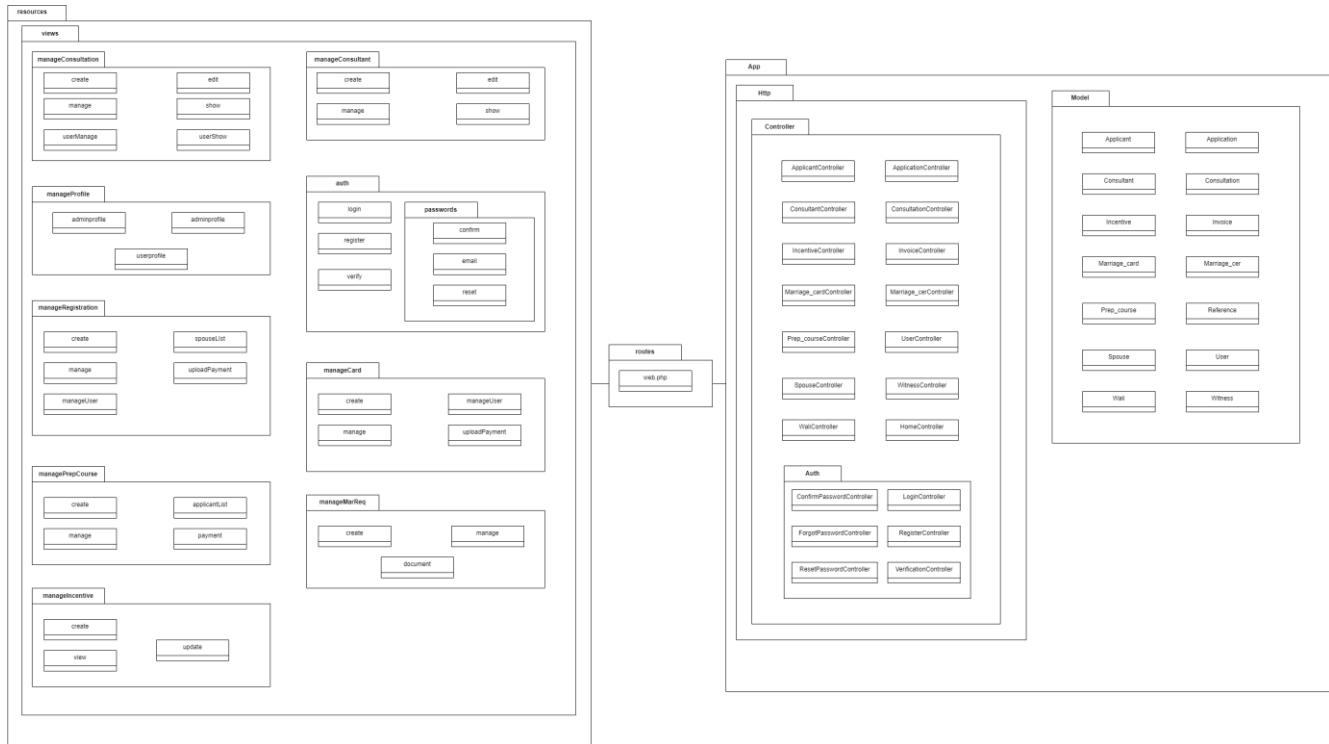 resources
views
manageConsultation
create
edit
manage
show
userManage
userShow
manageConsultant
create
edit
manage
show
manageProfile
adminprofile
adminprofile
userprofile
auth
login
register
verify
passwords
confirm
email
reset
manageRegistration
create
spouseList
manage
uploadPayment
manageUser
manageCard
create
manageUser
manage
uploadPayment
managePrepCourse
create
applicantList
manage
payment
manageMarReq
create
manage
document
manageIncentive
create
view
update
routes
web.php
App
Http
Controller
ApplicantController
ApplicationController
ConsultantController
ConsultationController
IncentiveController
InvoiceController
Marriage_cardController
Marriage_cerController
Prep_courseController
UserController
SpouseController
WitnessController
WaliController
HomeController
Auth
ConfirmPasswordController
LoginController
ForgotPasswordController
RegisterController
ResetPasswordController
VerificationController
Model
Applicant
Application
Consultant
Consultation
Incentive
Invoice
Marriage_card
Marriage_cer
Prep_course
Reference
Spouse
User
Wali
Witness